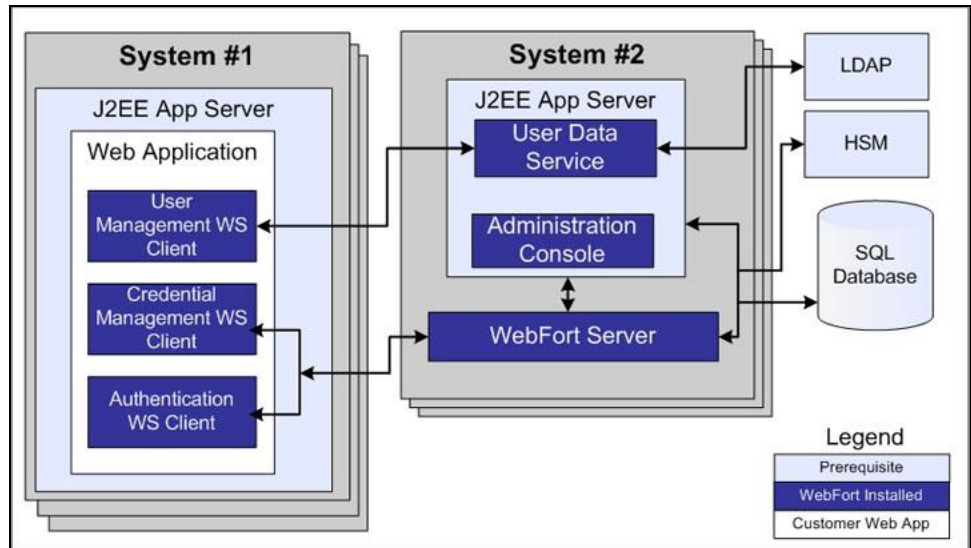 System #1
J2EE App Server
Web Application
User
Management WS
Client
Credential
Management WS
Client
Authentication
WS Client
System #2
J2EE App Server
User Data
Service
Administration
Console
WebFort Server
LDAP
HSM
SQL
Database
Legend
Prerequisite
WebFort Installed
Customer Web App